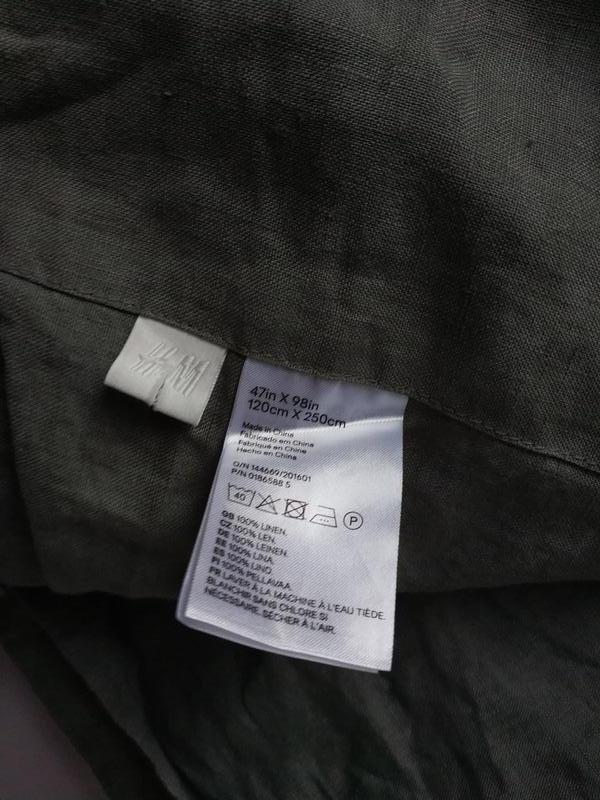 H&M
47in X 98in
120cm X 250cm
Made in China
Fabricado em China
Fabriqué en Chine
Hecho en China
O/N 144669/201601
P/N 0186588 5
40 P
GB 100% LINEN.
CZ 100% LEN.
DE 100% LEINEN.
EE 100% LINA.
ES 100% LINO.
FI 100% PELLAVAA.
FR LAVER À LA MACHINE À L'EAU TIÈDE.
BLANCHIR SANS CHLORE SI
NÉCESSAIRE. SÉCHER À L'AIR.